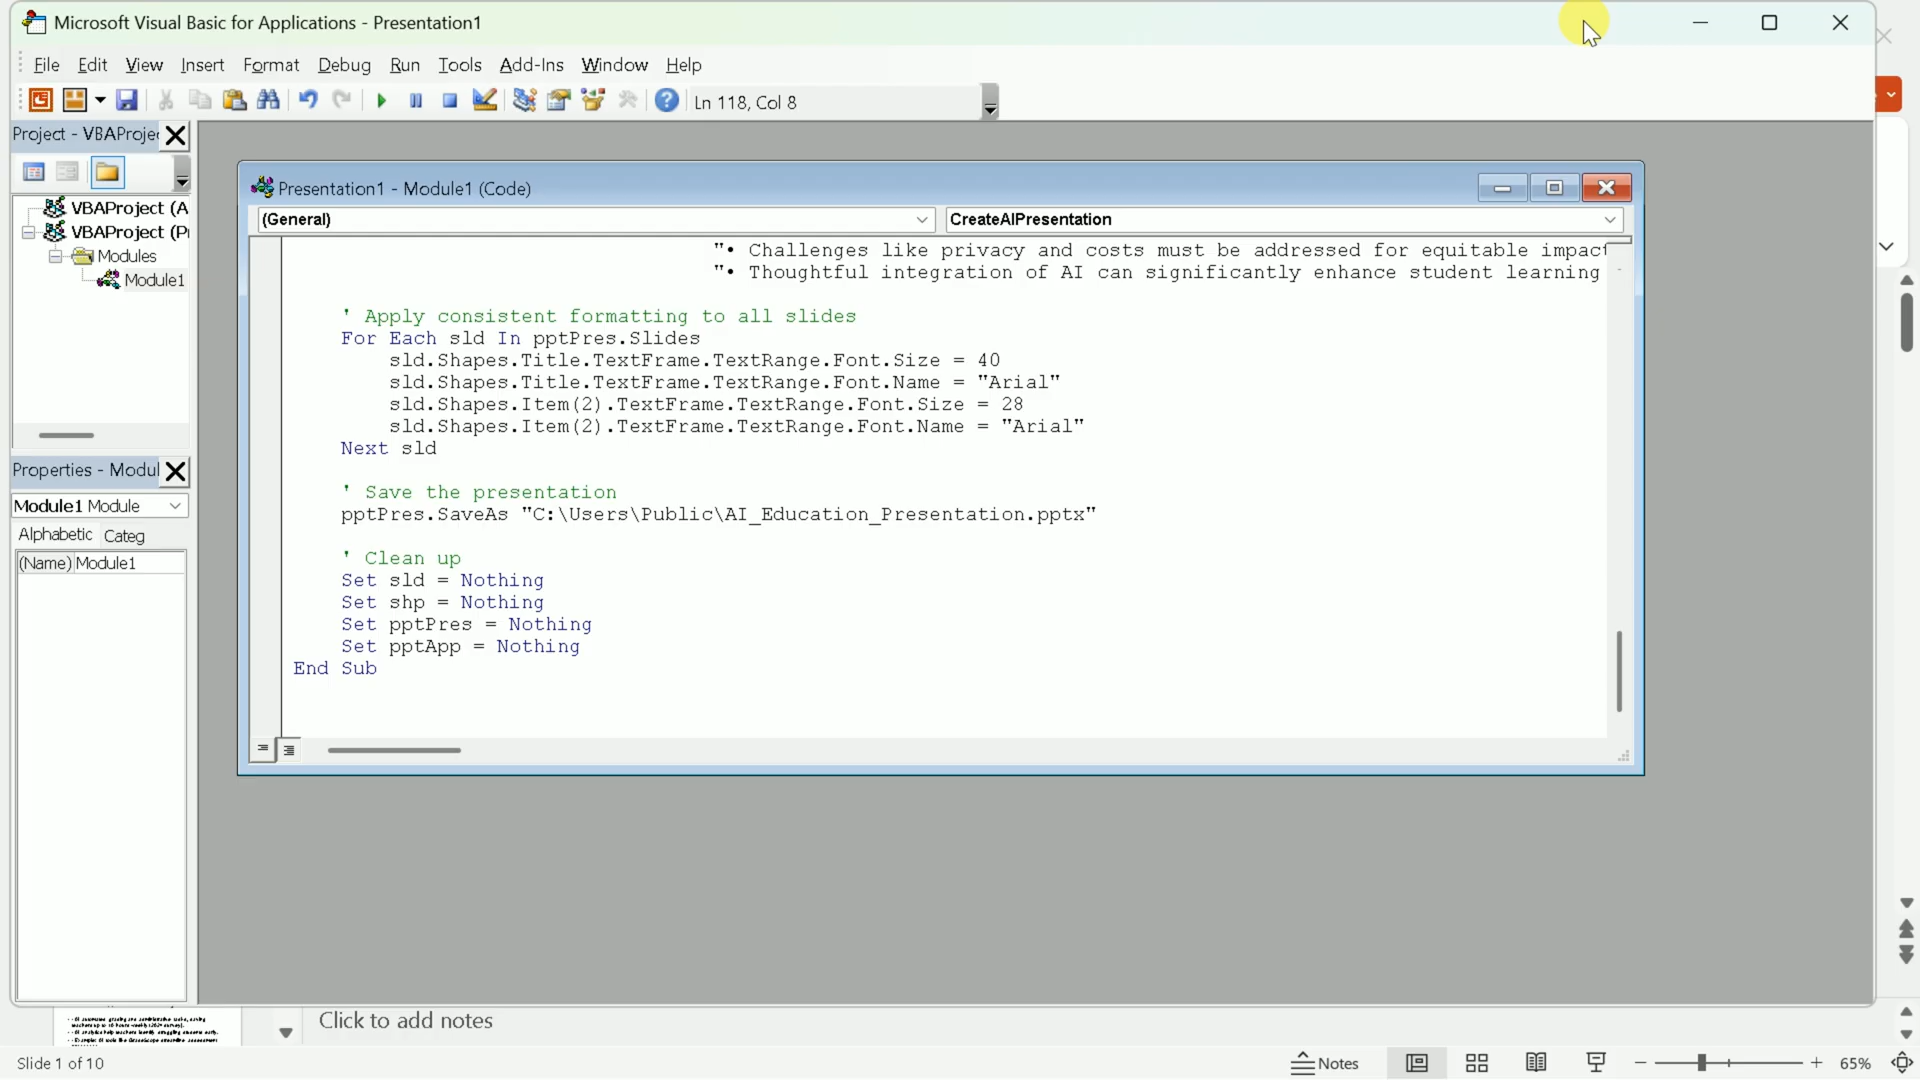 Microsoft Visual Basic for Applications - Presentation1
File Edit View Insert Format Debug Run Tools Add-Ins Window Help
Ln 118, Col 8
Project - VBAProje
VBAProject (A
VBAProject (P
Modules
Module1
Properties - Modul
Module1 Module
Alphabetic Categ
(Name) Module1
Presentation1 - Module1 (Code)
(General) CreateAIPresentation
"• Challenges like privacy and costs must be addressed for equitable impact
"• Thoughtful integration of AI can significantly enhance student learning
' Apply consistent formatting to all slides
For Each sld In pptPres.Slides
sld.Shapes.Title.TextFrame.TextRange.Font.Size = 40
sld.Shapes.Title.TextFrame.TextRange.Font.Name = "Arial"
sld.Shapes.Item(2).TextFrame.TextRange.Font.Size = 28
sld.Shapes.Item(2).TextFrame.TextRange.Font.Name = "Arial"
Next sld
' Save the presentation
pptPres.SaveAs "C:\Users\Public\AI_Education_Presentation.pptx"
' Clean up
Set sld = Nothing
Set shp = Nothing
Set pptPres = Nothing
Set pptApp = Nothing
End Sub
Click to add notes
Slide 1 of 10
Notes
65%